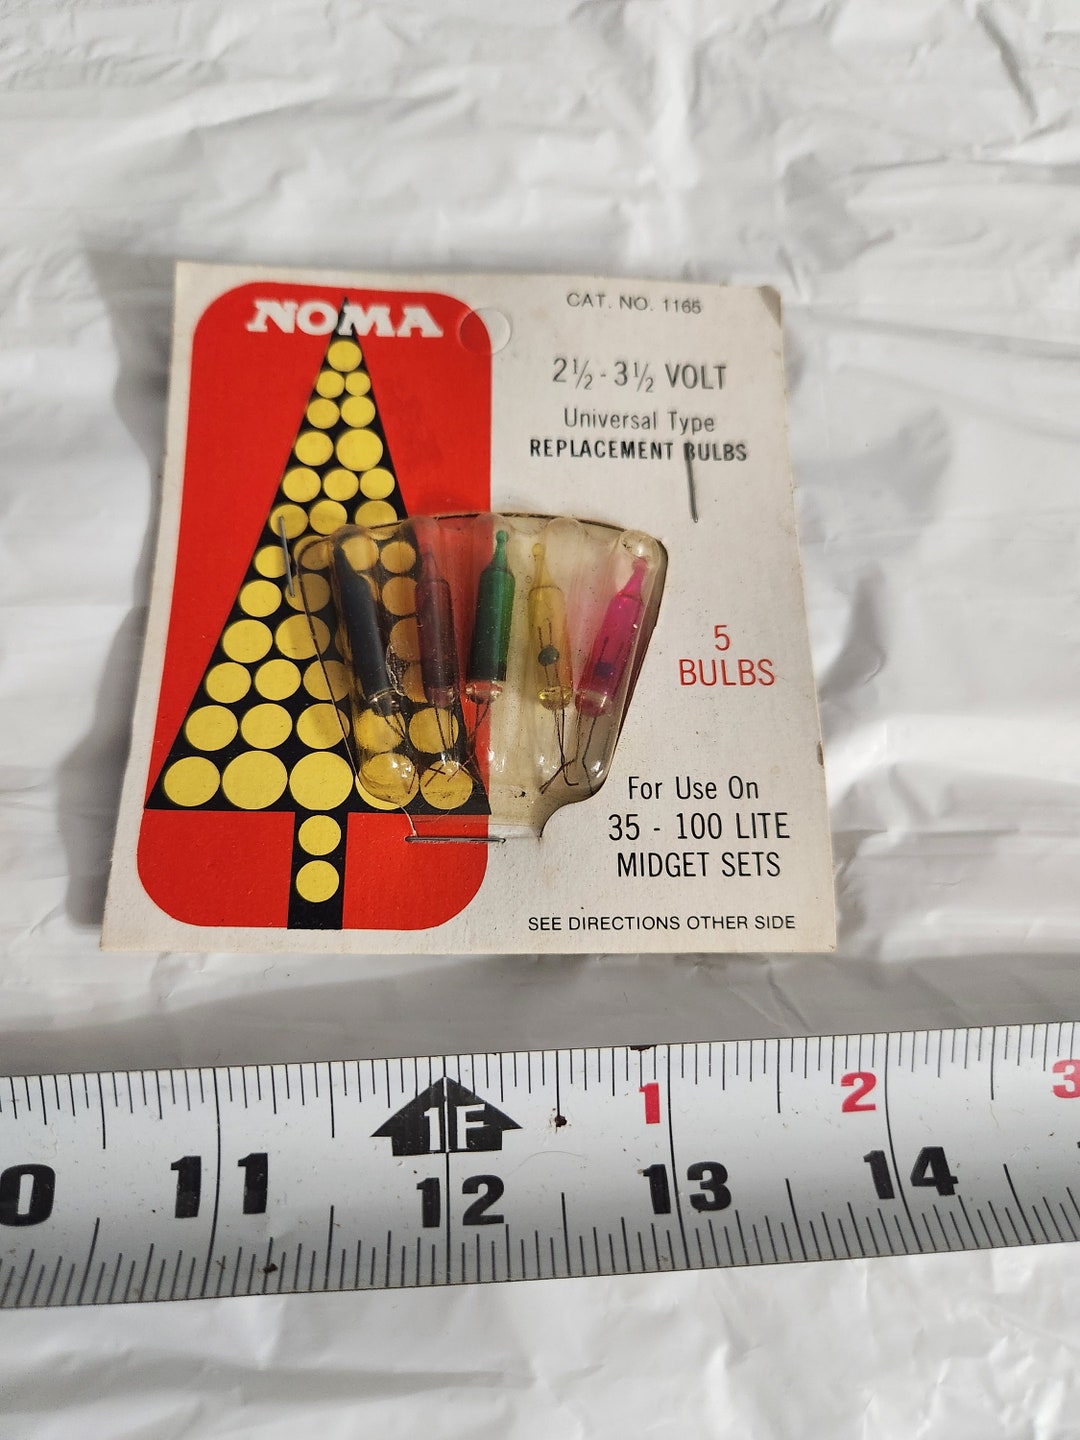 NOMA
CAT. NO. 1165
2½ - 3½ VOLT
Universal Type
REPLACEMENT BULBS
5
BULBS
For Use On
35 - 100 LITE
MIDGET SETS
SEE DIRECTIONS OTHER SIDE
1F 1 2 3
0 11 12 13 14